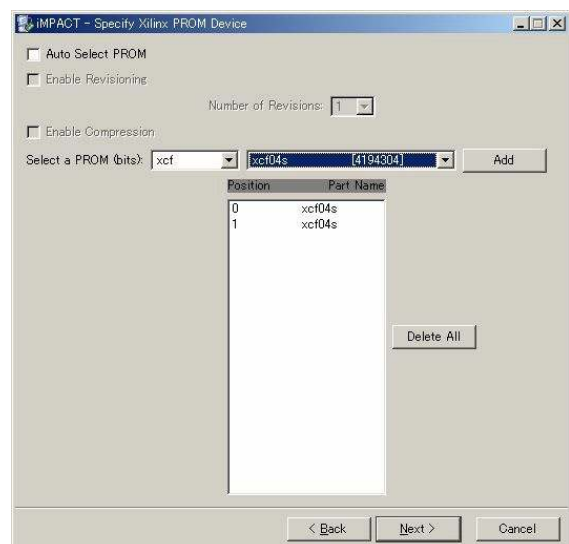 iMPACT - Specify Xilinx PROM Device
Auto Select PROM
Enable Revisioning
Number of Revisions: 1
Enable Compression
Select a PROM (bits): xcf xcf04s [4194304] Add
Position Part Name
0 xcf04s
1 xcf04s
Delete All
< Back Next > Cancel